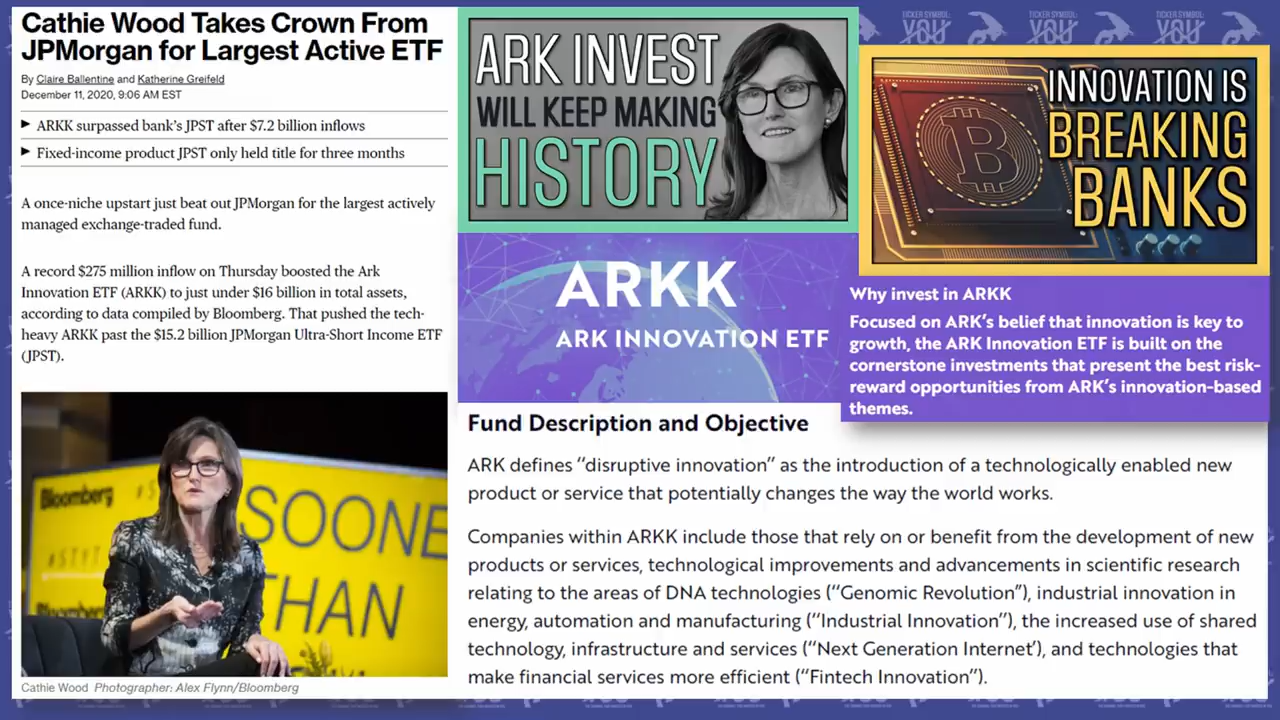 Cathie Wood Takes Crown From
JPMorgan for Largest Active ETF
By Claire Ballentine and Katherine Greifeld
December 11, 2020, 9:06 AM EST
ARKK surpassed bank's JPST after $7.2 billion inflows
Fixed-income product JPST only held title for three months
A once-niche upstart just beat out JPMorgan for the largest actively
managed exchange-traded fund.
A record $275 million inflow on Thursday boosted the Ark
Innovation ETF (ARKK) to just under $16 billion in total assets,
according to data compiled by Bloomberg. That pushed the tech-
heavy ARKK past the $15.2 billion JPMorgan Ultra-Short Income ETF
(JPST).
Bloomberg
SOONE
THAN
Cathie Wood Photographer: Alex Flynn/Bloomberg
ARK INVEST
WILL KEEP MAKING
HISTORY
TICKER SYMBOL:
YOU
TICKER SYMBOL:
YOU
TICKER SYMBOL:
YOU
INNOVATION IS
BREAKING
BANKS
ARKK
ARK INNOVATION ETF
Why invest in ARKK
Focused on ARK's belief that innovation is key to
growth, the ARK Innovation ETF is built on the
cornerstone investments that present the best risk-
reward opportunities from ARK's innovation-based
themes.
Fund Description and Objective
ARK defines “disruptive innovation” as the introduction of a technologically enabled new
product or service that potentially changes the way the world works.
Companies within ARKK include those that rely on or benefit from the development of new
products or services, technological improvements and advancements in scientific research
relating to the areas of DNA technologies (“Genomic Revolution”), industrial innovation in
energy, automation and manufacturing (“Industrial Innovation”), the increased use of shared
technology, infrastructure and services (“Next Generation Internet’), and technologies that
make financial services more efficient (“Fintech Innovation”).